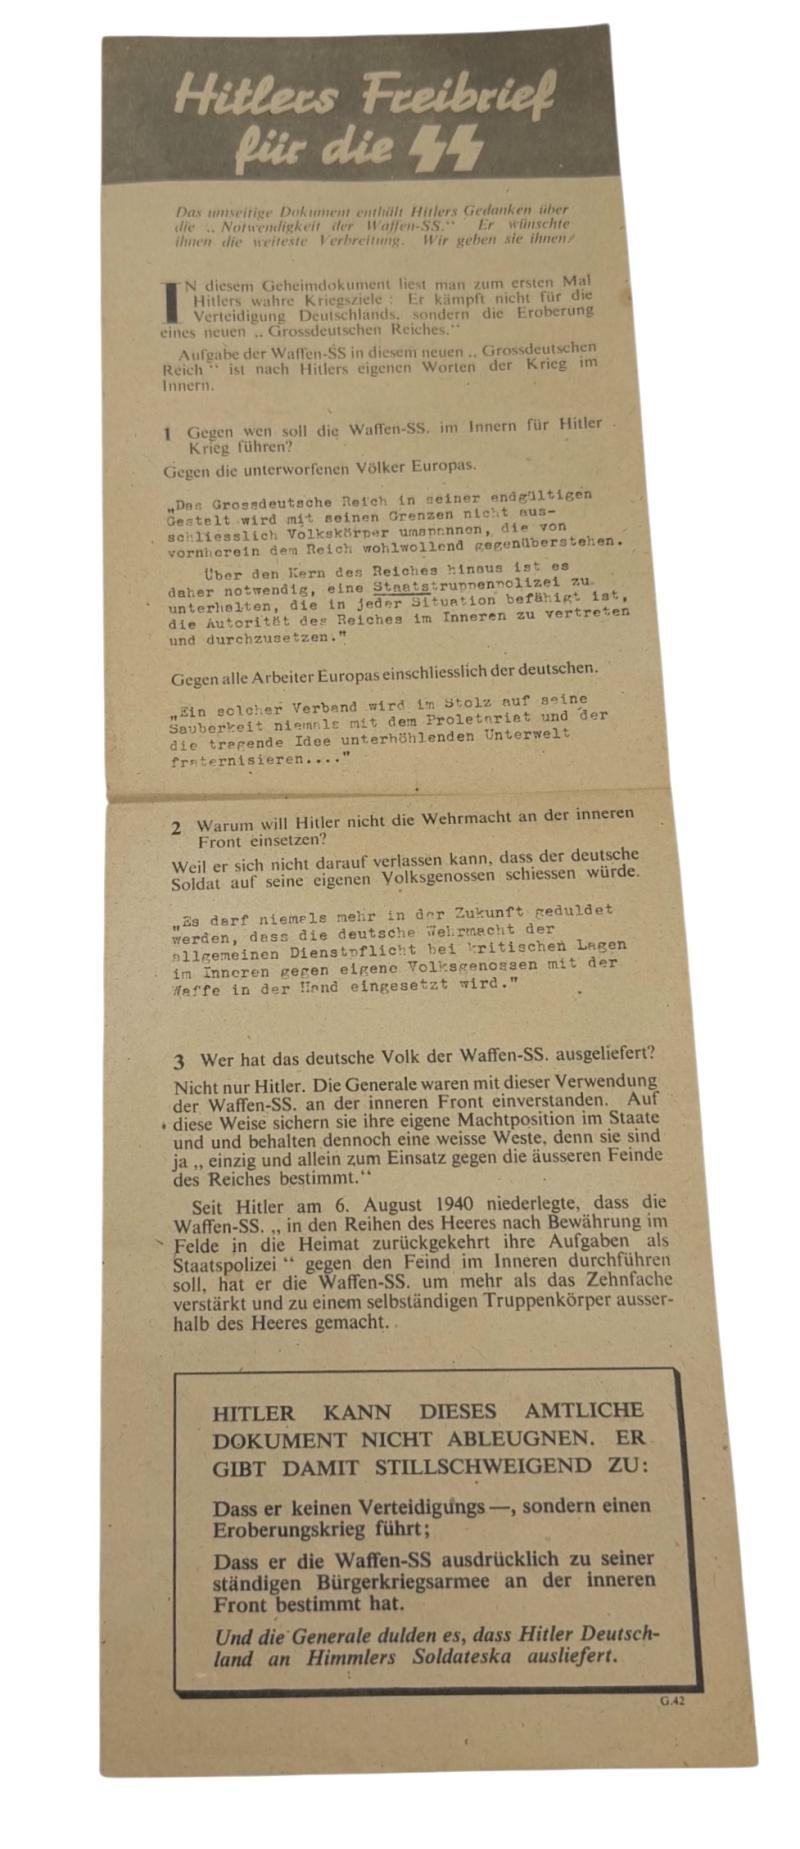 Hitlers Freibrief
für die SS
Das umseitige Dokument enthält Hitlers Gedanken über
die „ Notwendigkeit der Waffen-SS.“ Er wünschte
ihnen die weiteste Verbreitung. Wir geben sie ihnen!
IN diesem Geheimdokument liest man zum ersten Mal
Hitlers wahre Kriegsziele : Er kämpft nicht für die
Verteidigung Deutschlands, sondern die Eroberung
eines neuen „ Grossdeutschen Reiches.“
Aufgabe der Waffen-SS in diesem neuen „ Grossdeutschen
Reich “ ist nach Hitlers eigenen Worten der Krieg im
Innern.
1 Gegen wen soll die Waffen-SS. im Innern für Hitler
Krieg führen?
Gegen die unterworfenen Völker Europas.
„Das Grossdeutsche Reich in seiner endgültigen
Gestalt wird mit seinen Grenzen nicht aus-
schliesslich Volkskörper umspannen, die von
vornherein dem Reich wohlwollend gegenüberstehen.
Über den Kern des Reiches hinaus ist es
daher notwendig, eine Staatstruppenpolizei zu
unterhalten, die in jeder Situation befähigt ist,
die Autorität des Reiches im Inneren zu vertreten
und durchzusetzen."
Gegen alle Arbeiter Europas einschliesslich der deutschen.
„Ein solcher Verband wird im Stolz auf seine
Sauberkeit niemals mit dem Proletariat und der
die tragende Idee unterhöhlenden Unterwelt
fraternisieren...."
2 Warum will Hitler nicht die Wehrmacht an der inneren
Front einsetzen?
Weil er sich nicht darauf verlassen kann, dass der deutsche
Soldat auf seine eigenen Volksgenossen schiessen würde.
„Es darf niemals mehr in der Zukunft geduldet
werden, dass die deutsche Wehrmacht der
allgemeinen Dienstpflicht bei kritischen Lagen
im Inneren gegen eigene Volksgenossen mit der
Waffe in der Hand eingesetzt wird."
3 Wer hat das deutsche Volk der Waffen-SS. ausgeliefert?
Nicht nur Hitler. Die Generale waren mit dieser Verwendung
der Waffen-SS. an der inneren Front einverstanden. Auf
diese Weise sichern sie ihre eigene Machtposition im Staate
und und behalten dennoch eine weisse Weste, denn sie sind
ja „ einzig und allein zum Einsatz gegen die äusseren Feinde
des Reiches bestimmt.“
Seit Hitler am 6. August 1940 niederlegte, dass die
Waffen-SS. „ in den Reihen des Heeres nach Bewährung im
Felde in die Heimat zurückgekehrt ihre Aufgaben als
Staatspolizei “ gegen den Feind im Inneren durchführen
soll, hat er die Waffen-SS. um mehr als das Zehnfache
verstärkt und zu einem selbständigen Truppenkörper ausser-
halb des Heeres gemacht.
HITLER KANN DIESES AMTLICHE
DOKUMENT NICHT ABLEUGNEN. ER
GIBT DAMIT STILLSCHWEIGEND ZU:
Dass er keinen Verteidigungs—, sondern einen
Eroberungskrieg führt;
Dass er die Waffen-SS ausdrücklich zu seiner
ständigen Bürgerkriegsarmee an der inneren
Front bestimmt hat.
Und die Generale dulden es, dass Hitler Deutsch-
land an Himmlers Soldateska ausliefert.
G.42